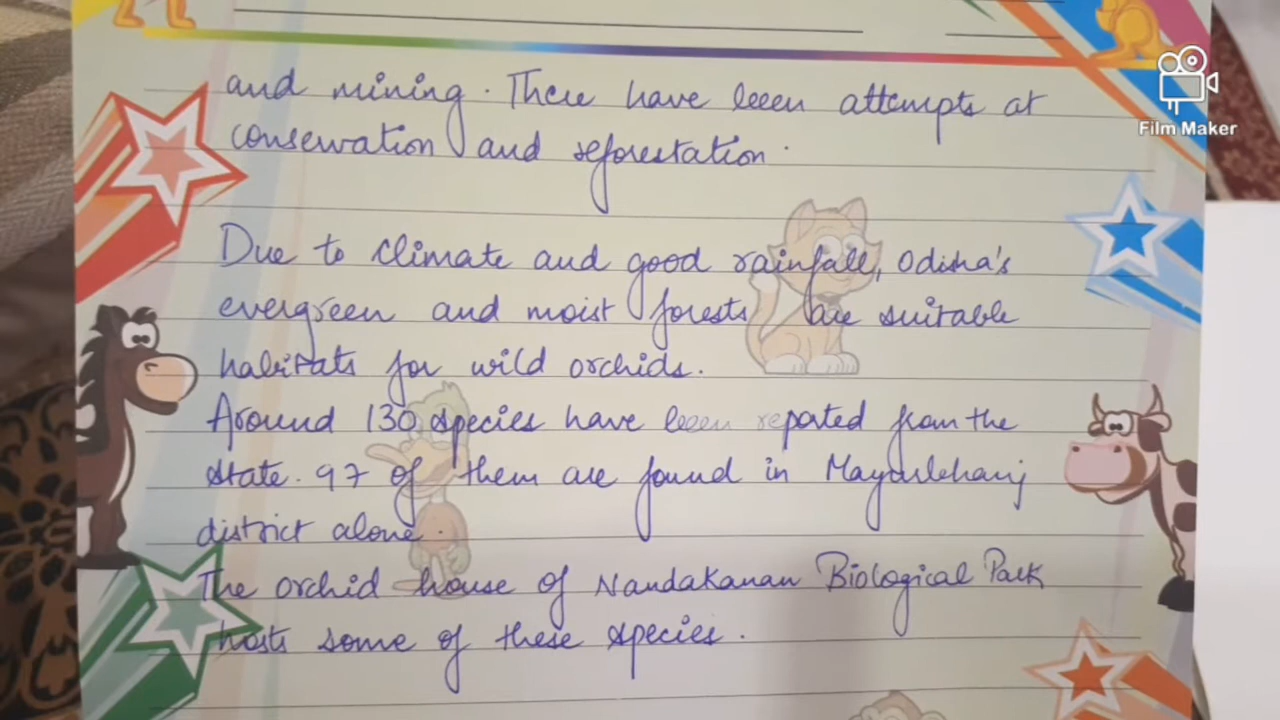 and mining. There have been attempts at
conservation and reforestation.
Due to climate and good rainfall, Odisha's
evergreen and moist forests are suitable
habitats for wild orchids.
Around 130 species have been reported from the
state. 97 of them are found in Mayurbhanj
district alone.
The orchid house of Nandakanan Biological Park
hosts some of these species.
Film Maker